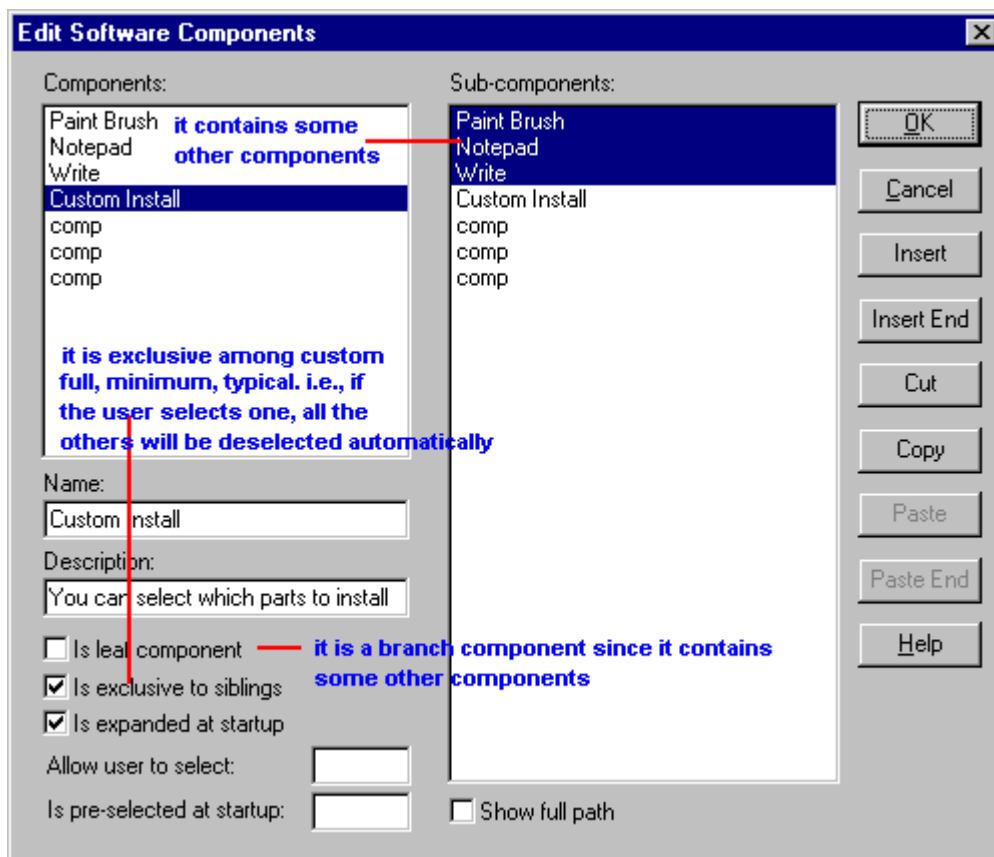 Edit Software Components
Components:
Paint Brush
Notepad
Write
Custom Install
comp
comp
comp
it contains some
other components
it is exclusive among custom
full, minimum, typical. i.e., if
the user selects one, all the
others will be deselected automatically
Name:
Custom Install
Description:
You can select which parts to install
Is leaf component
it is a branch component since it contains
some other components
Is exclusive to siblings
Is expanded at startup
Allow user to select:
Is pre-selected at startup:
Sub-components:
Paint Brush
Notepad
Write
Custom Install
comp
comp
comp
Show full path
OK
Cancel
Insert
Insert End
Cut
Copy
Paste
Paste End
Help